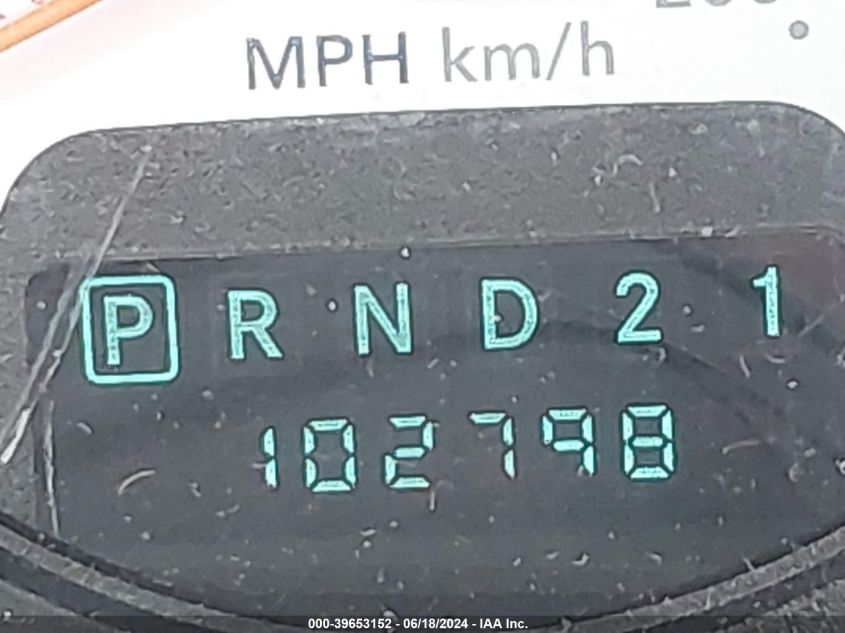 MPH km/h
P R N D 2 1
102798
000-39653152 - 06/18/2024 - IAA Inc.